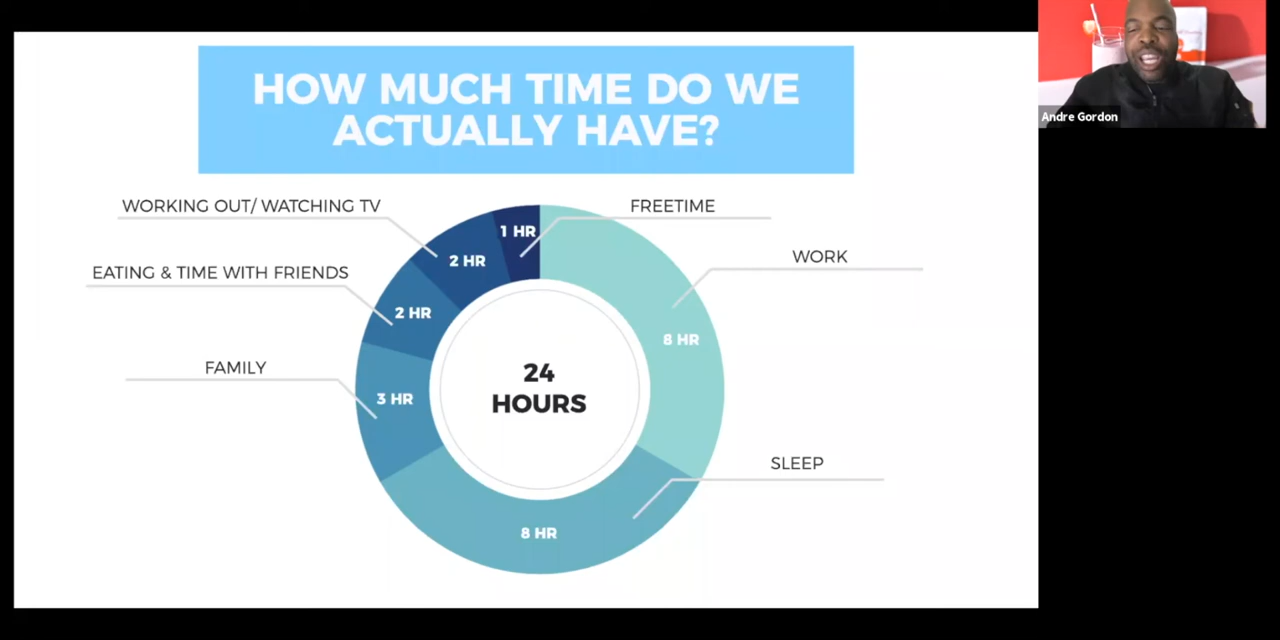 HOW MUCH TIME DO WE
ACTUALLY HAVE?
Andre Gordon
WORKING OUT/ WATCHING TV
FREETIME
1 HR
2 HR
WORK
EATING & TIME WITH FRIENDS
2 HR
8 HR
FAMILY
3 HR
24
HOURS
SLEEP
8 HR